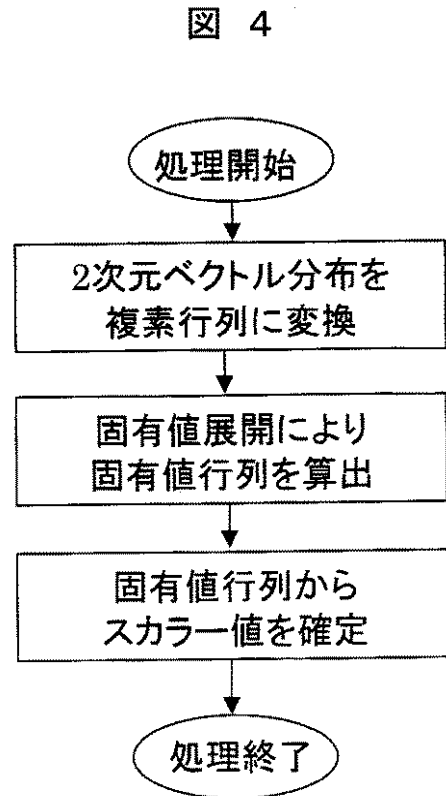 図 4
処理開始
2次元ベクトル分布を
複素行列に変換
固有値展開により
固有値行列を算出
固有値行列から
スカラー値を確定
処理終了